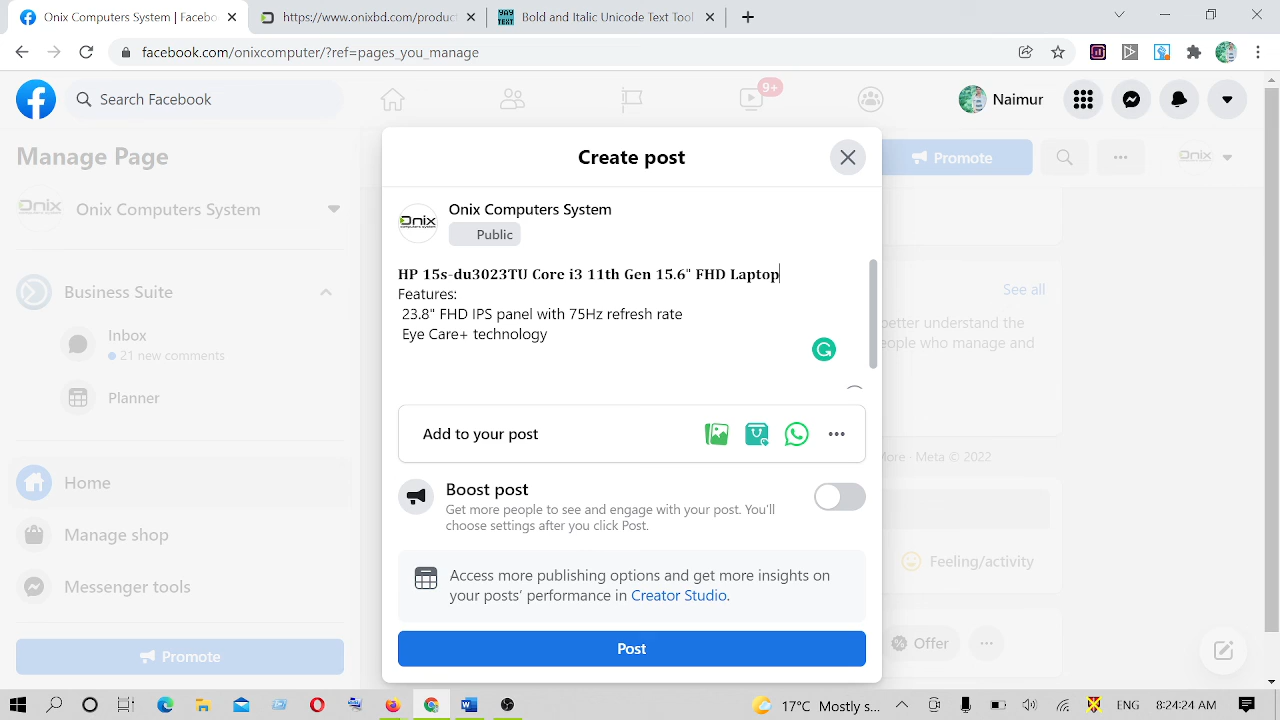 (1) Onix Computers System | Facebo
https://www.onixcomputer.com/
Bold and Italic Unicode Text Too
facebook.com/onixcomputer/?ref=pages_you_manage
Search Facebook
9+
Naimur
Manage Page
Create post
Promote
Onix
Onix Computers System
Onix Computers System
Public
HP 15s-du3023TU Core i3 11th Gen 15.6" FHD Laptop
Features:
23.8" FHD IPS panel with 75Hz refresh rate
Eye Care+ technology
Business Suite
See all
Inbox
21 new comments
Planner
better understand the
people who manage and
Add to your post
More · Meta © 2022
Home
Boost post
Get more people to see and engage with your post. You'll
choose settings after you click Post.
Manage shop
Feeling/activity
Access more publishing options and get more insights on
your posts' performance in Creator Studio.
Messenger tools
Promote
Post
Offer
17°C Mostly s...
ENG
8:24:24 AM